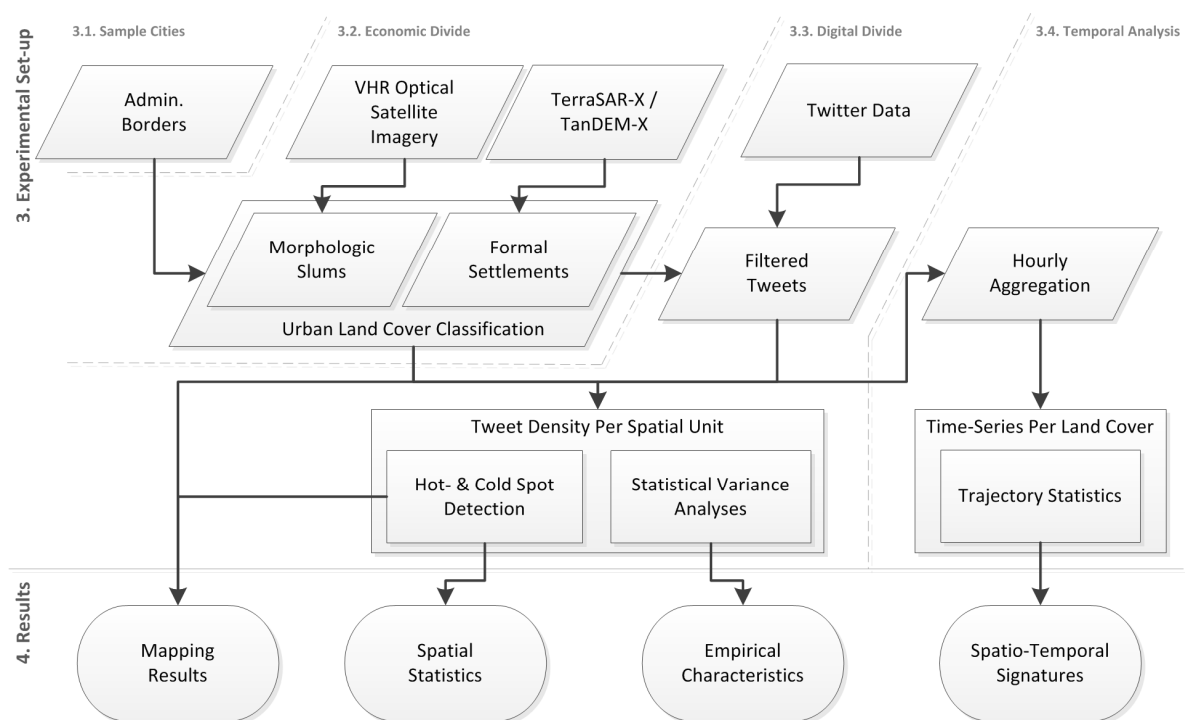 3. Experimental Set-up
3.1. Sample Cities
3.2. Economic Divide
3.3. Digital Divide
3.4. Temporal Analysis
Admin.
Borders
VHR Optical
Satellite
Imagery
TerraSAR-X /
TanDEM-X
Twitter Data
Morphologic
Slums
Formal
Settlements
Urban Land Cover Classification
Filtered
Tweets
Hourly
Aggregation
Tweet Density Per Spatial Unit
Hot- & Cold Spot
Detection
Statistical Variance
Analyses
Time-Series Per Land Cover
Trajectory Statistics
4. Results
Mapping
Results
Spatial
Statistics
Empirical
Characteristics
Spatio-Temporal
Signatures